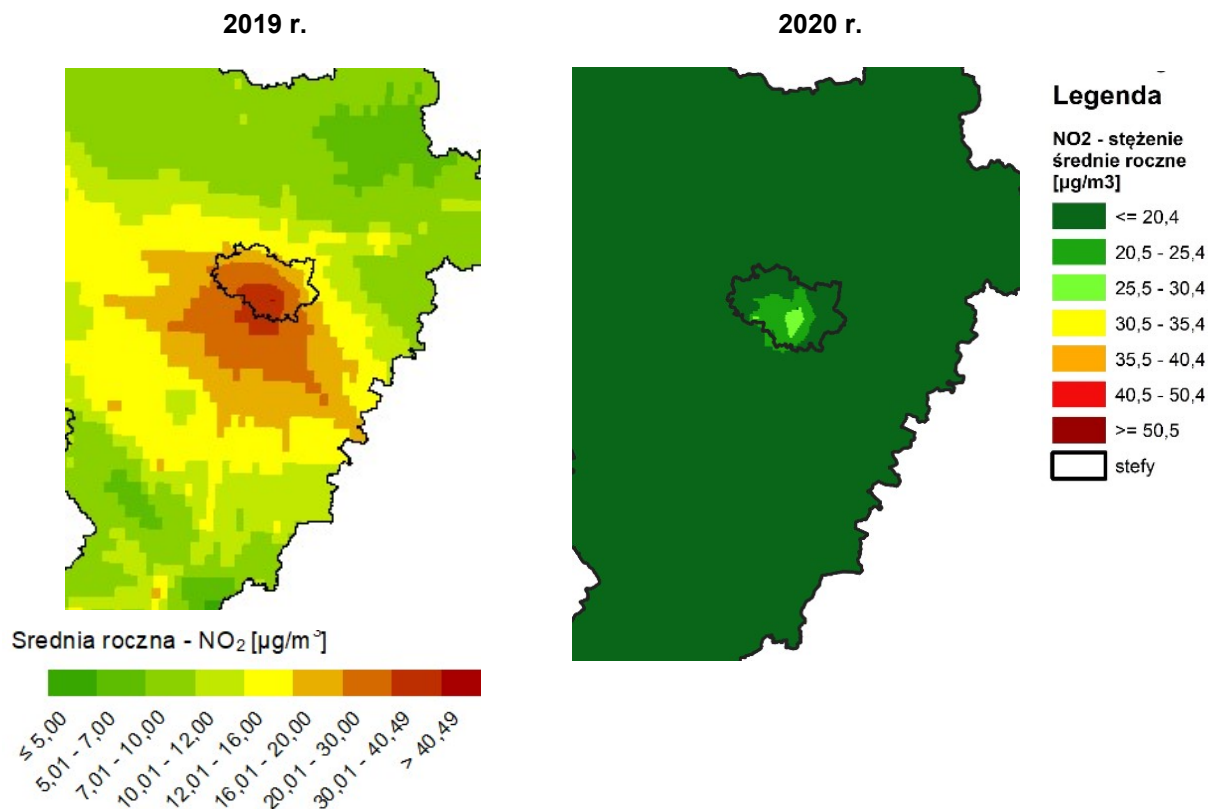 2019 r.
2020 r.
Legenda
NO2 - stężenie
średnie roczne
[µg/m3]
<= 20,4
20,5 - 25,4
25,5 - 30,4
30,5 - 35,4
35,5 - 40,4
40,5 - 50,4
>= 50,5
stefy
Srednia roczna - NO₂ [µg/m³]
≤ 5,00
5,01 - 7,00
7,01 - 10,00
10,01 - 12,00
12,01 - 16,00
16,01 - 20,00
20,01 - 30,00
30,01 - 40,49
> 40,49